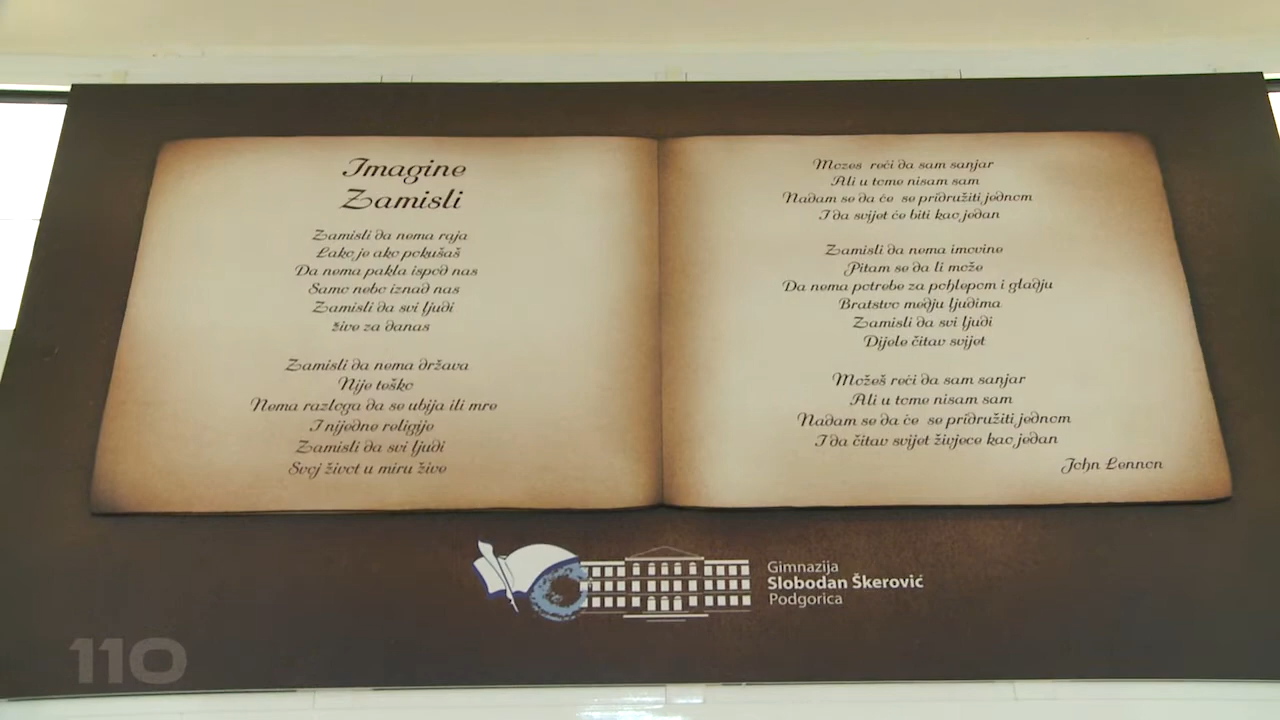 Imagine
Zamisli
Zamisli da nema raja
Lako je ako pokušaš
Da nema pakla ispod nas
Samo nebo iznad nas
Zamisli da svi ljudi
žive za danas
Zamisli da nema država
Nije teško
Nema razloga da se ubija ili mre
I nijedne religije
Zamisli da svi ljudi
Svoj život u miru žive
Mozes reći da sam sanjar
Ali u tome nisam sam
Nadam se da će se pridružiti jednom
I da svijet će biti kao jedan
Zamisli da nema imovine
Pitam se da li može
Da nema potrebe za pohlepom i gladju
Bratstvo medju ljudima
Zamisli da svi ljudi
Dijele čitav svijet
Možeš reći da sam sanjar
Ali u tome nisam sam
Nadam se da će se pridružiti jednom
I da čitav svijet živjece kao jedan
John Lennon
Gimnazija
Slobodan Škerović
Podgorica
110